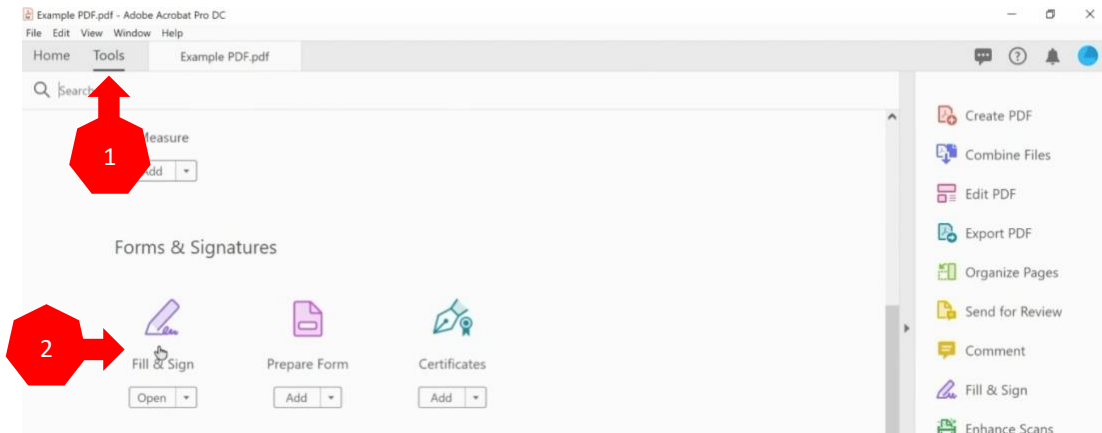 Example PDF.pdf - Adobe Acrobat Pro DC
File Edit View Window Help
Home Tools Example PDF.pdf
Search
1
Measure
Add
Forms & Signatures
2
Fill & Sign
Prepare Form
Certificates
Open
Add
Add
Create PDF
Combine Files
Edit PDF
Export PDF
Organize Pages
Send for Review
Comment
Fill & Sign
Enhance Scans